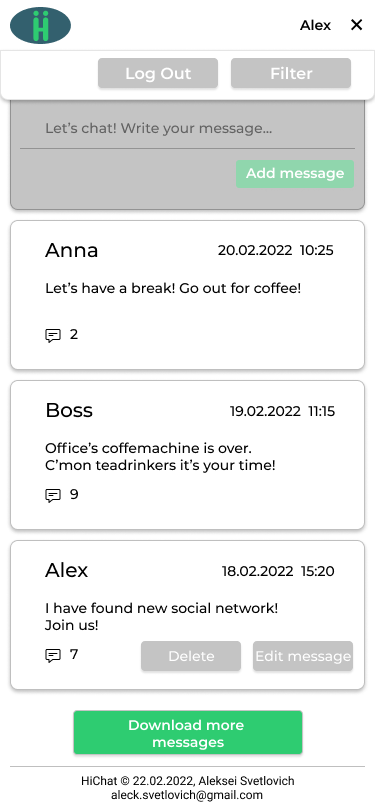 Alex
Log Out
Filter
Let's chat! Write your message...
Add message
Anna
20.02.2022 10:25
Let's have a break! Go out for coffee!
2
Boss
19.02.2022 11:15
Office's coffemachine is over.
C'mon teadrinkers it's your time!
9
Alex
18.02.2022 15:20
I have found new social network!
Join us!
7
Delete
Edit message
Download more
messages
HiChat © 22.02.2022, Aleksei Svetlovich
aleck.svetlovich@gmail.com